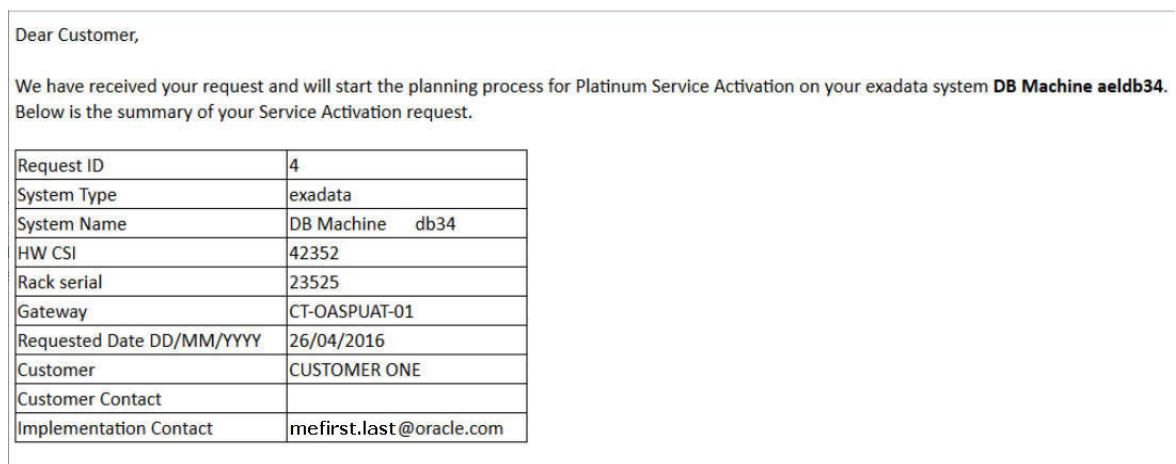 Dear Customer,
We have received your request and will start the planning process for Platinum Service Activation on your exadata system DB Machine aeldb34.
Below is the summary of your Service Activation request.
Request ID 4
System Type exadata
System Name DB Machine db34
HW CSI 42352
Rack serial 23525
Gateway CT-OASPUAT-01
Requested Date DD/MM/YYYY 26/04/2016
Customer CUSTOMER ONE
Customer Contact
Implementation Contact mefirst.last@oracle.com